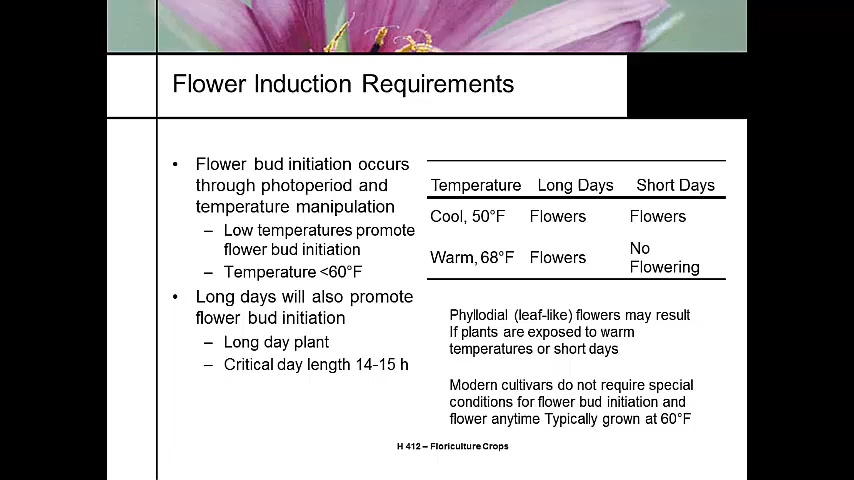 Flower Induction Requirements
• Flower bud initiation occurs
through photoperiod and
temperature manipulation
– Low temperatures promote
flower bud initiation
– Temperature <60°F
• Long days will also promote
flower bud initiation
– Long day plant
– Critical day length 14-15 h
Temperature Long Days Short Days
Cool, 50°F Flowers Flowers
Warm, 68°F Flowers No
Flowering
Phyllodial (leaf-like) flowers may result
If plants are exposed to warm
temperatures or short days
Modern cultivars do not require special
conditions for flower bud initiation and
flower anytime Typically grown at 60°F
H 412 – Floriculture Crops